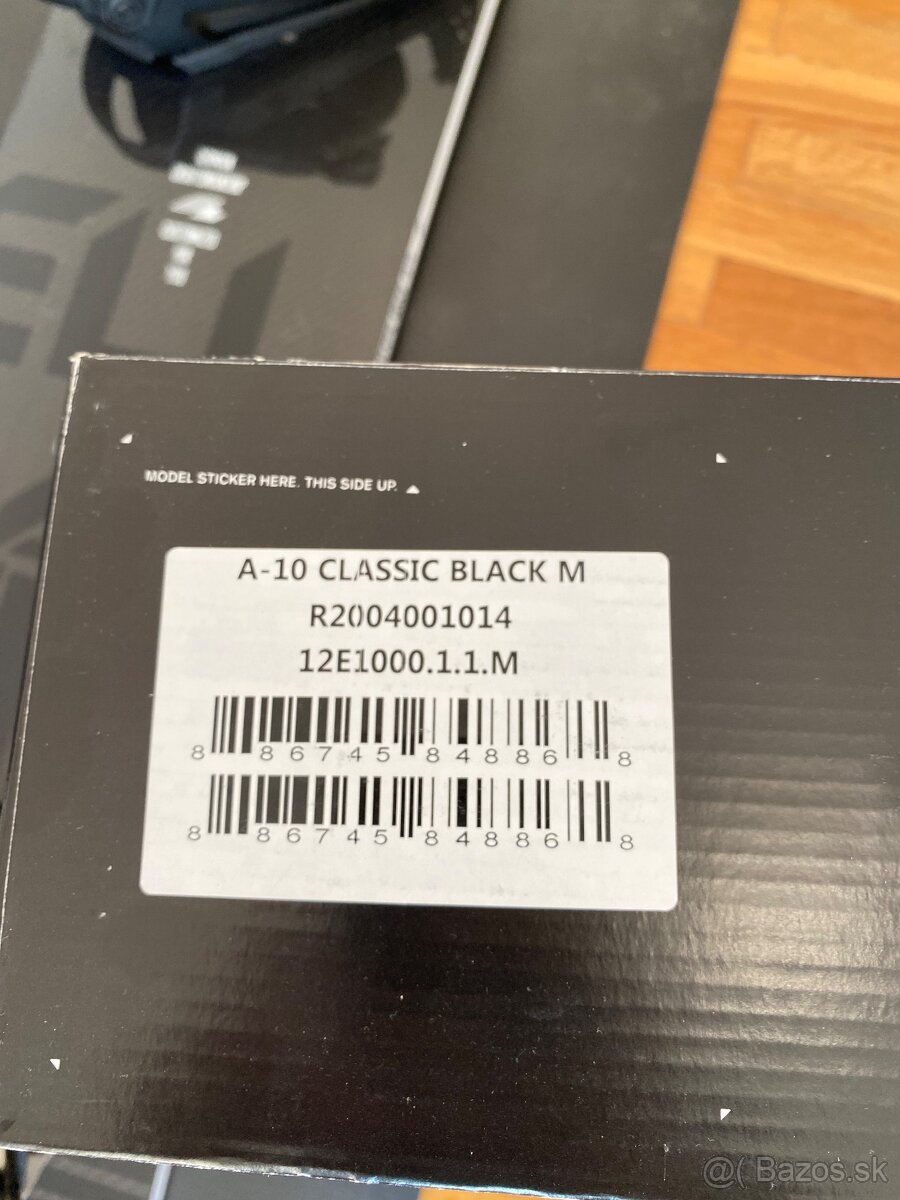 MODEL STICKER HERE. THIS SIDE UP.
A-10 CLASSIC BLACK M
R2004001014
12E1000.1.1.M
8 86745 84886 8
8 86745 84886 8
@( Bazos.sk